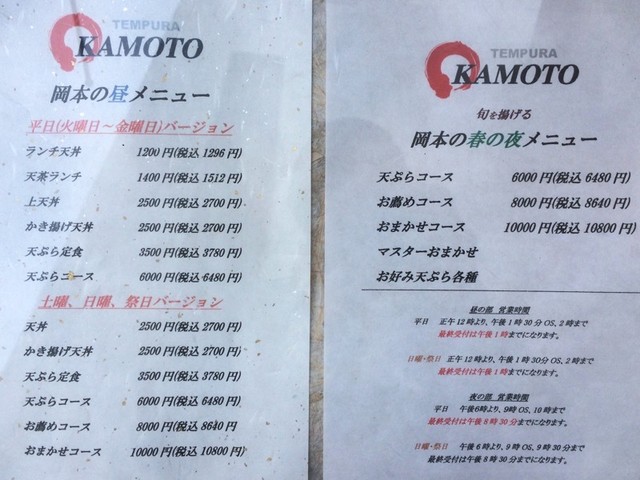 TEMPURA
OKAMOTO
岡本の昼メニュー
平日(火曜日～金曜日)バージョン
ランチ天丼 1200円(税込 1296円)
天茶ランチ 1400円(税込 1512円)
上天丼 2500円(税込 2700円)
かき揚げ天丼 2500円(税込 2700円)
天ぷら定食 3500円(税込 3780円)
天ぷらコース 6000円(税込 6480円)
土曜、日曜、祭日バージョン
天丼 2500円(税込 2700円)
かき揚げ天丼 2500円(税込 2700円)
天ぷら定食 3500円(税込 3780円)
天ぷらコース 6000円(税込 6480円)
お薦めコース 8000円(税込 8640円
おまかせコース 10000円(税込 10800円)
TEMPURA
OKAMOTO
旬を揚げる
岡本の春の夜メニュー
天ぷらコース 6000円(税込 6480円)
お薦めコース 8000円(税込 8640円)
おまかせコース 10000円(税込 10800円)
マスターおまかせ
お好み天ぷら各種
昼の部 営業時間
平日 正午12時より、午後1時30分OS、2時まで
最終受付は午後1時までになります。
日曜・祭日 正午12時より、午後1時30分OS、2時まで
最終受付は午後1時までになります。
夜の部 営業時間
平日 午後6時より、9時OS、10時まで
最終受付は午後8時30分までになります。
日曜・祭日 午後6時より、9時OS、9時30分まで
最終受付は午後8時30分までになります。